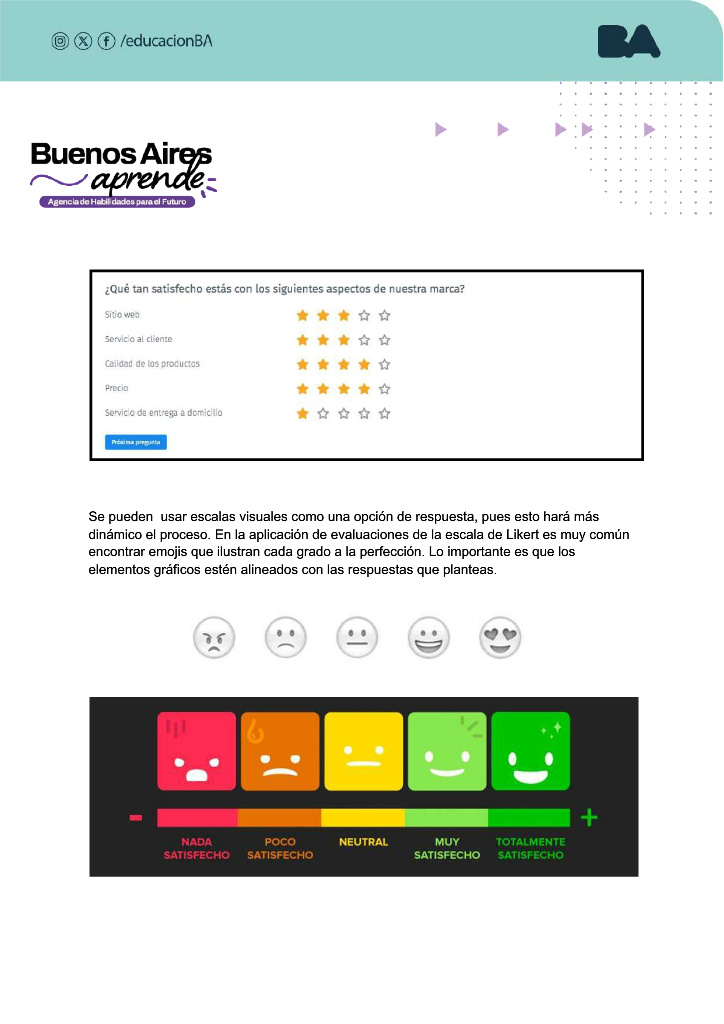 /educacionBA
BA
Buenos Aires
aprende
Agencia de Habilidades para el Futuro
¿Qué tan satisfecho estás con los siguientes aspectos de nuestra marca?
Sitio web
Servicio al cliente
Calidad de los productos
Precio
Servicio de entrega a domicilio
Próxima pregunta
Se pueden  usar escalas visuales como una opción de respuesta, pues esto hará más
dinámico el proceso. En la aplicación de evaluaciones de la escala de Likert es muy común
encontrar emojis que ilustran cada grado a la perfección. Lo importante es que los
elementos gráficos estén alineados con las respuestas que planteas.
- +
NADA POCO NEUTRAL MUY TOTALMENTE
SATISFECHO SATISFECHO SATISFECHO SATISFECHO